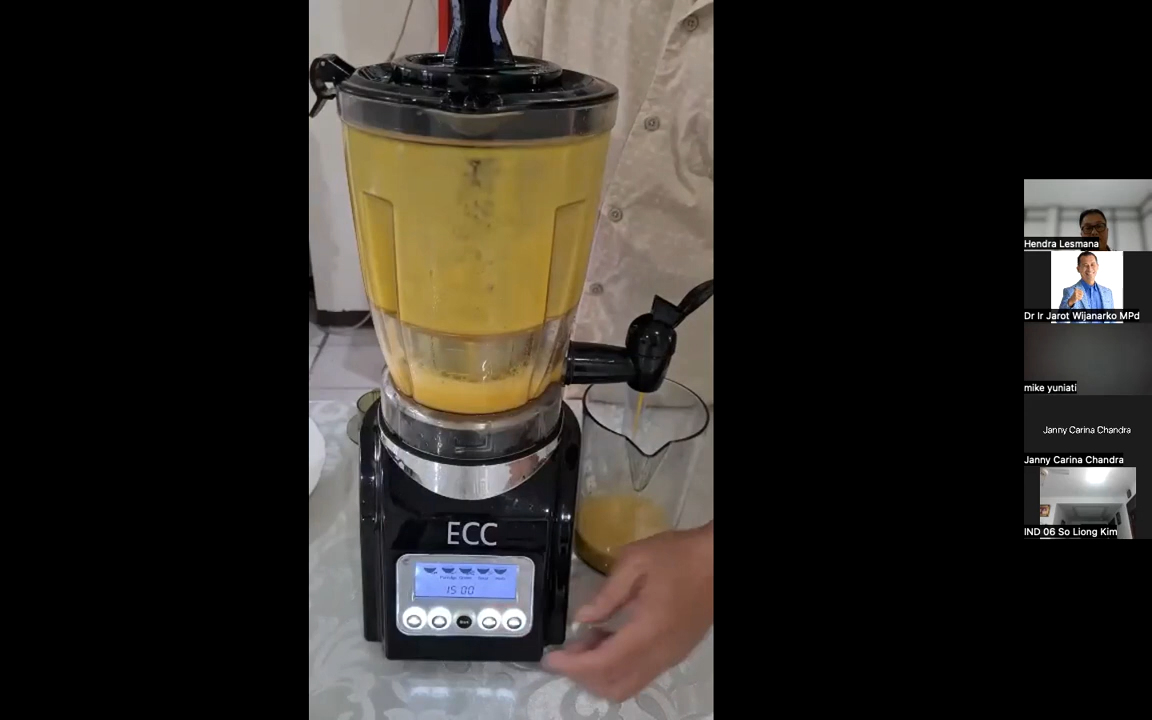 ECC
15:00
Hendra Lesmana
Dr Ir Jarot Wijanarko MPd
mike yuniati
Janny Carina Chandra
Janny Carina Chandra
IND 06 So Liong Kim